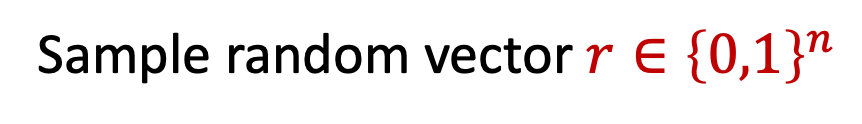 Sample random vector r ∈ {0,1}ⁿ